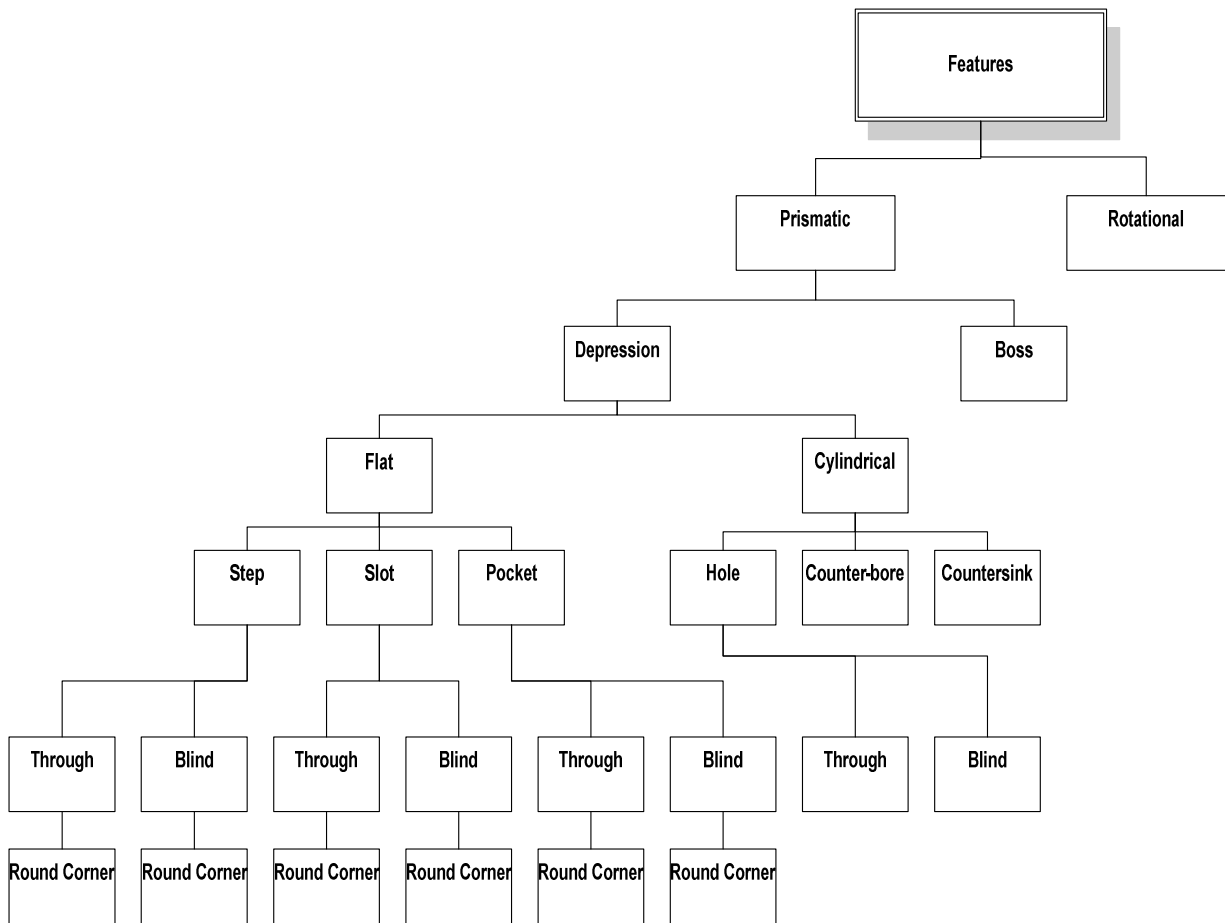 Features
Prismatic
Rotational
Depression
Boss
Flat
Cylindrical
Step
Slot
Pocket
Hole
Counter-bore
Countersink
Through
Blind
Through
Blind
Through
Blind
Through
Blind
Round Corner
Round Corner
Round Corner
Round Corner
Round Corner
Round Corner